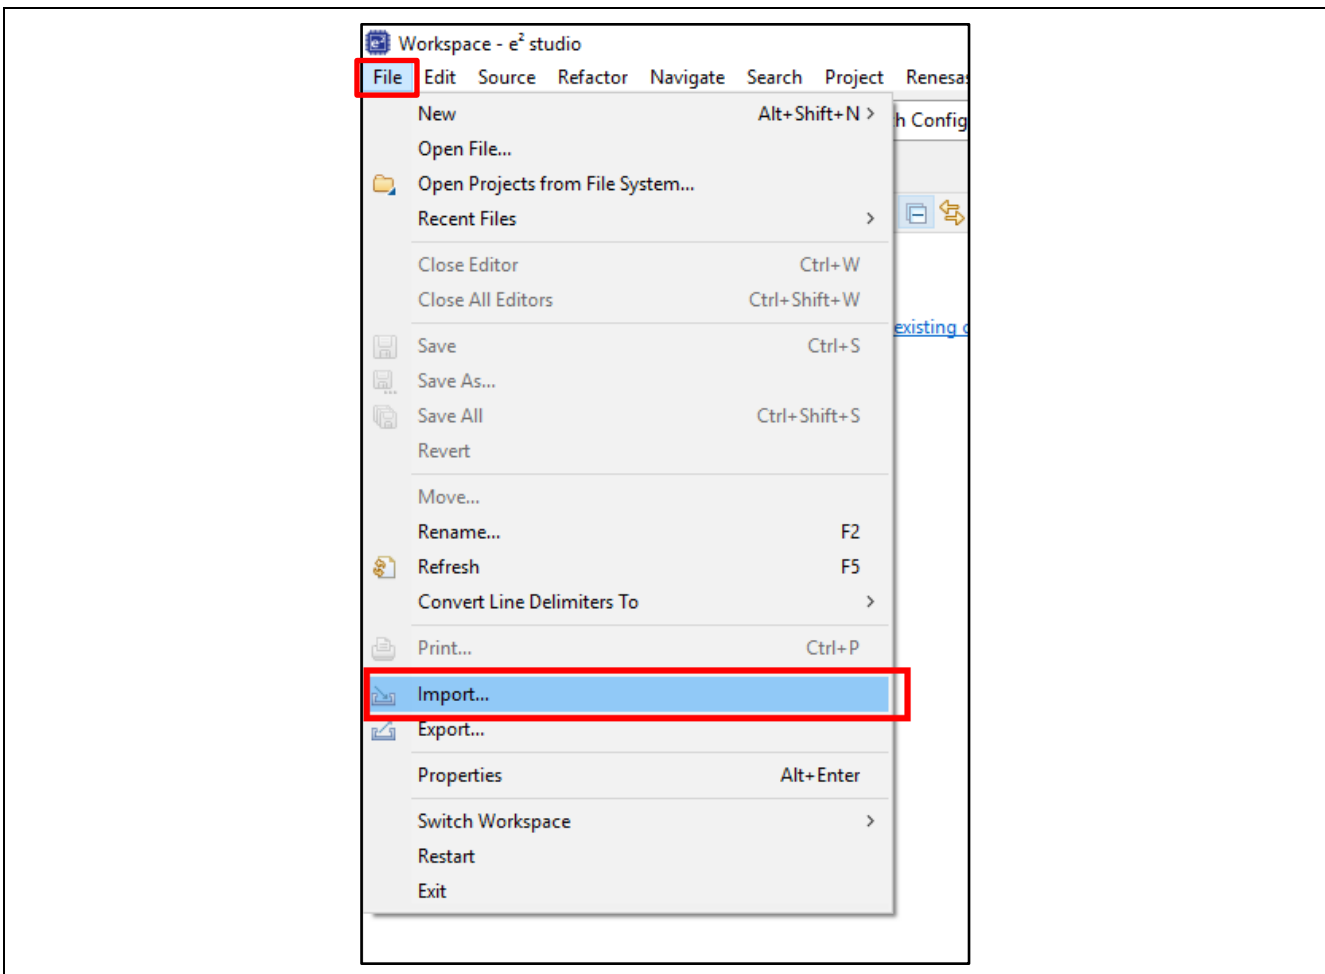 Workspace - e² studio
File Edit Source Refactor Navigate Search Project Renesas
New Alt+Shift+N >
h Config
Open File...
Open Projects from File System...
Recent Files >
Close Editor Ctrl+W
Close All Editors Ctrl+Shift+W
existing
Save Ctrl+S
Save As...
Save All Ctrl+Shift+S
Revert
Move...
Rename... F2
Refresh F5
Convert Line Delimiters To >
Print... Ctrl+P
Import...
Export...
Properties Alt+Enter
Switch Workspace >
Restart
Exit